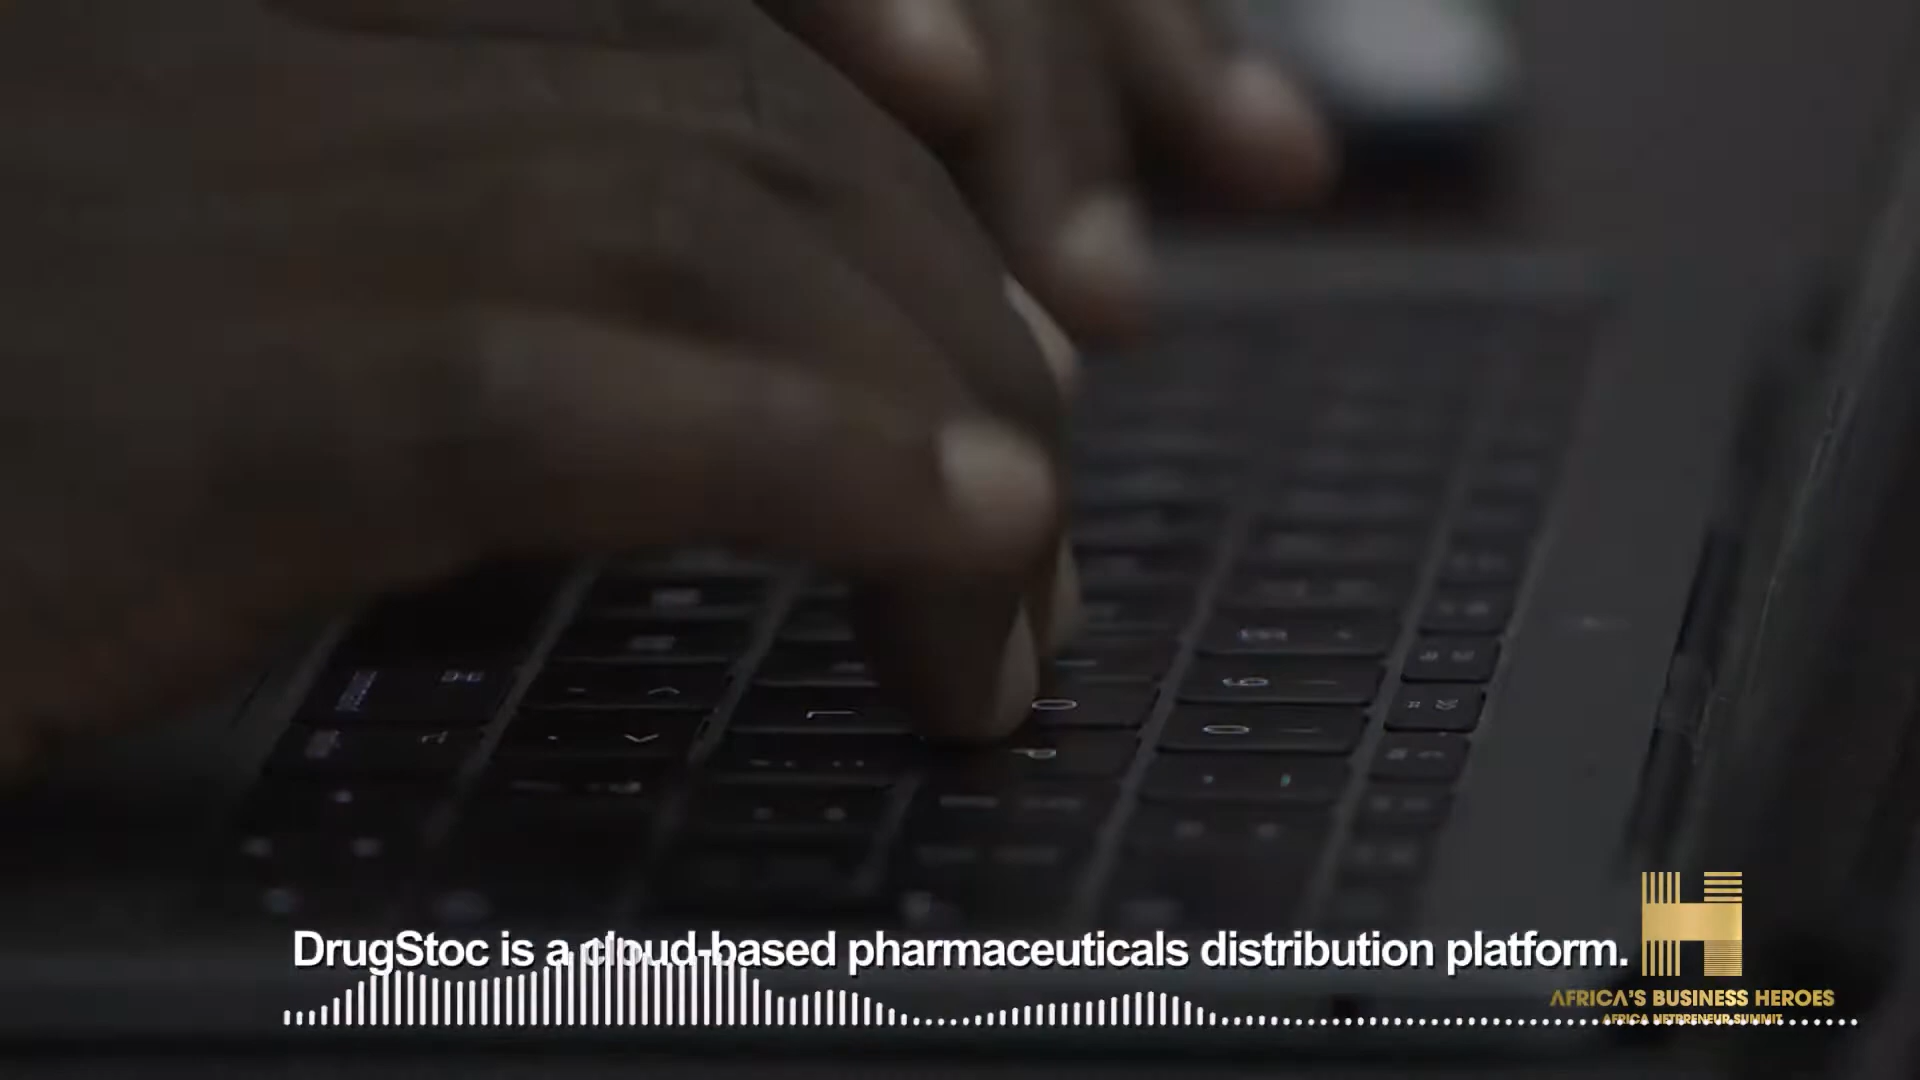 DrugStoc is a cloud-based pharmaceuticals distribution platform.
AFRICA'S BUSINESS HEROES
AFRICA NETPRENEUR SUMMIT